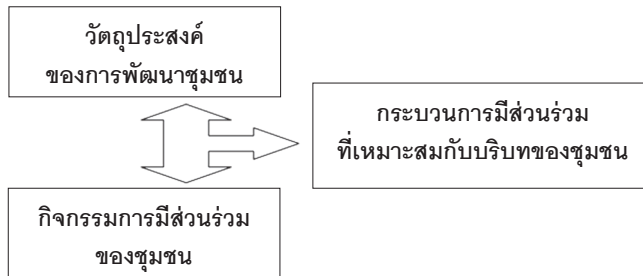 วัตถุประสงค์
ของการพัฒนาชุมชน
กระบวนการมีส่วนร่วม
ที่เหมาะสมกับบริบทของชุมชน
กิจกรรมการมีส่วนร่วม
ของชุมชน